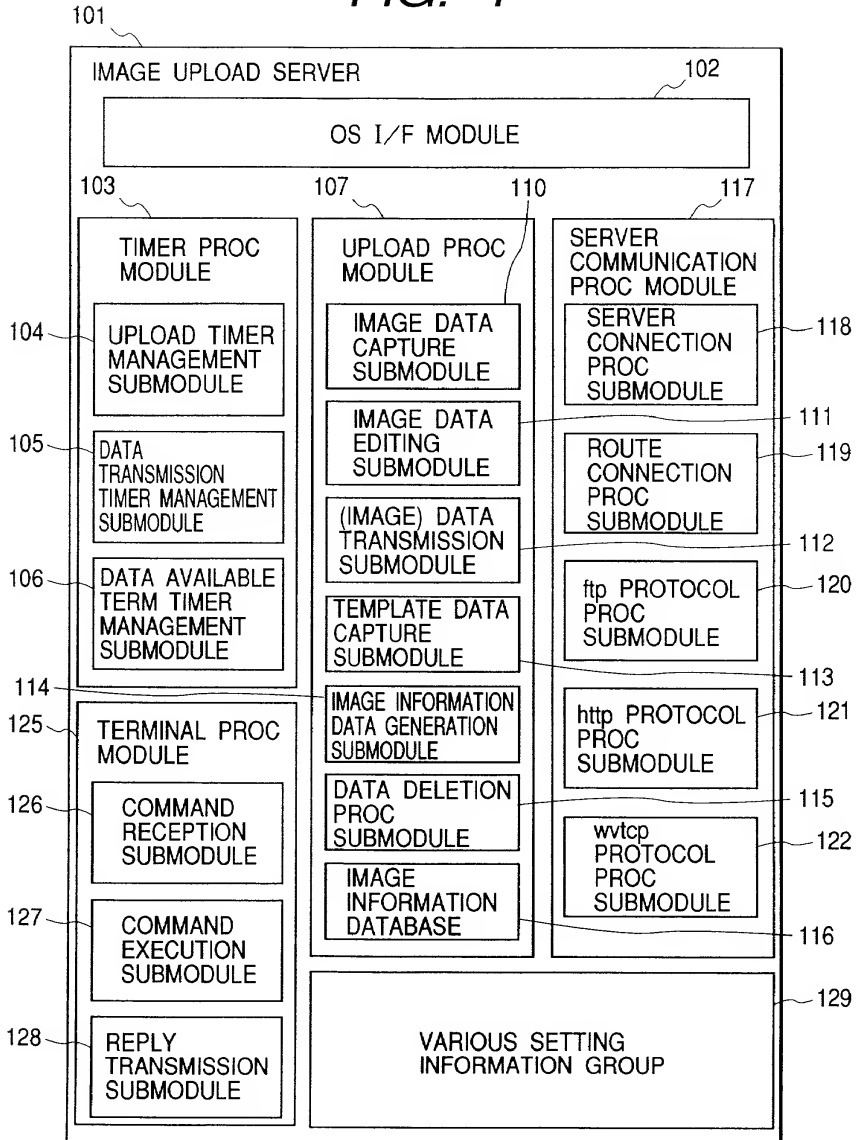 FIG. 1
101
IMAGE UPLOAD SERVER
102
OS I/F MODULE
103
TIMER PROC
MODULE
104
UPLOAD TIMER
MANAGEMENT
SUBMODULE
105
DATA
TRANSMISSION
TIMER MANAGEMENT
SUBMODULE
106
DATA AVAILABLE
TERM TIMER
MANAGEMENT
SUBMODULE
125
TERMINAL PROC
MODULE
126
COMMAND
RECEPTION
SUBMODULE
127
COMMAND
EXECUTION
SUBMODULE
128
REPLY
TRANSMISSION
SUBMODULE
107
UPLOAD PROC
MODULE
110
IMAGE DATA
CAPTURE
SUBMODULE
IMAGE DATA
EDITING
SUBMODULE
111
(IMAGE) DATA
TRANSMISSION
SUBMODULE
112
TEMPLATE DATA
CAPTURE
SUBMODULE
113
114
IMAGE INFORMATION
DATA GENERATION
SUBMODULE
DATA DELETION
PROC
SUBMODULE
115
IMAGE
INFORMATION
DATABASE
116
117
SERVER
COMMUNICATION
PROC MODULE
SERVER
CONNECTION
PROC
SUBMODULE
118
ROUTE
CONNECTION
PROC
SUBMODULE
119
ftp PROTOCOL
PROC
SUBMODULE
120
http PROTOCOL
PROC
SUBMODULE
121
wvtcp
PROTOCOL
PROC
SUBMODULE
122
VARIOUS SETTING
INFORMATION GROUP
129